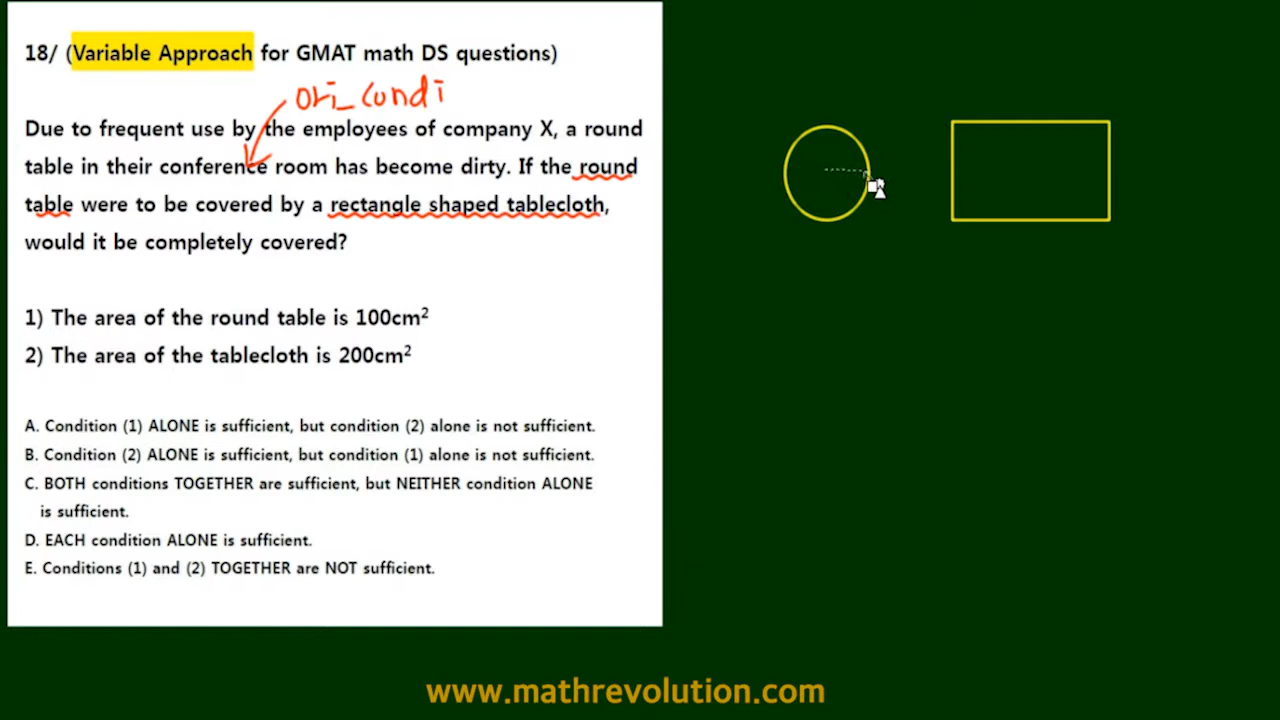 18/ (Variable Approach for GMAT math DS questions)
ori_condi
Due to frequent use by the employees of company X, a round
table in their conference room has become dirty. If the round
table were to be covered by a rectangle shaped tablecloth,
would it be completely covered?
1) The area of the round table is 100cm²
2) The area of the tablecloth is 200cm²
A. Condition (1) ALONE is sufficient, but condition (2) alone is not sufficient.
B. Condition (2) ALONE is sufficient, but condition (1) alone is not sufficient.
C. BOTH conditions TOGETHER are sufficient, but NEITHER condition ALONE
is sufficient.
D. EACH condition ALONE is sufficient.
E. Conditions (1) and (2) TOGETHER are NOT sufficient.
www.mathrevolution.com